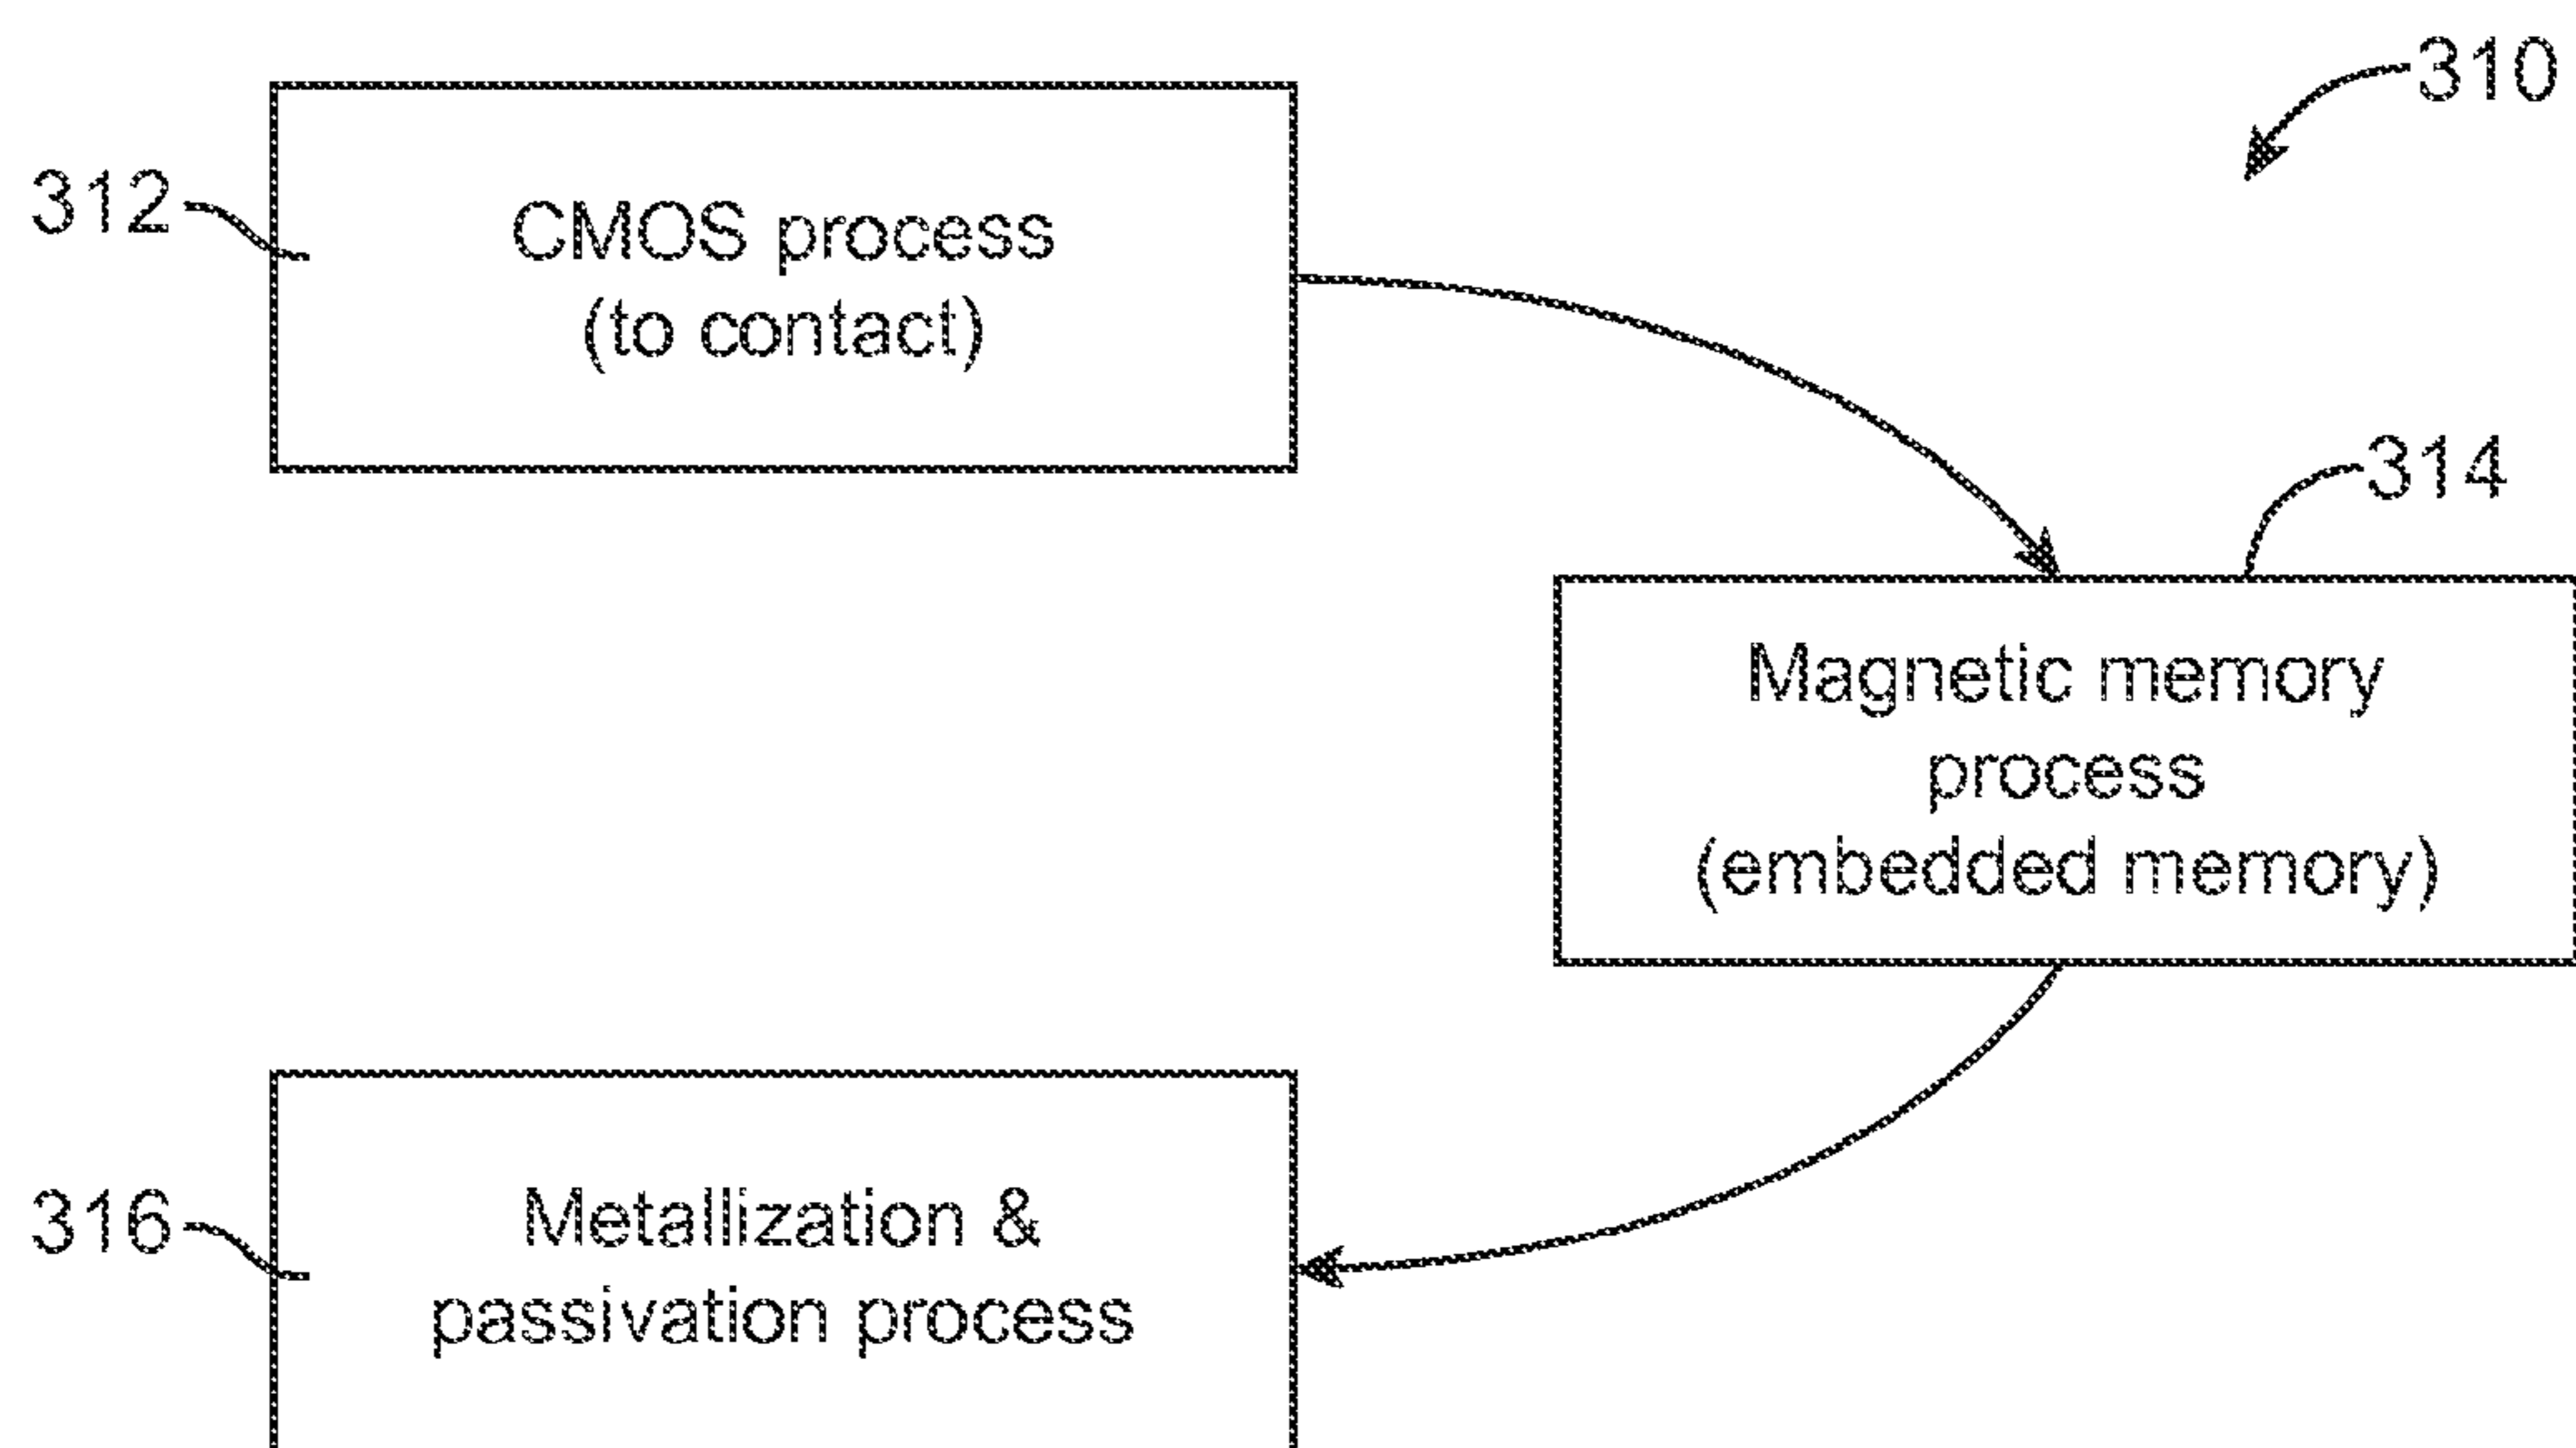 310
312
CMOS process
(to contact)
314
Magnetic memory
process
(embedded memory)
316
Metallization &
passivation process